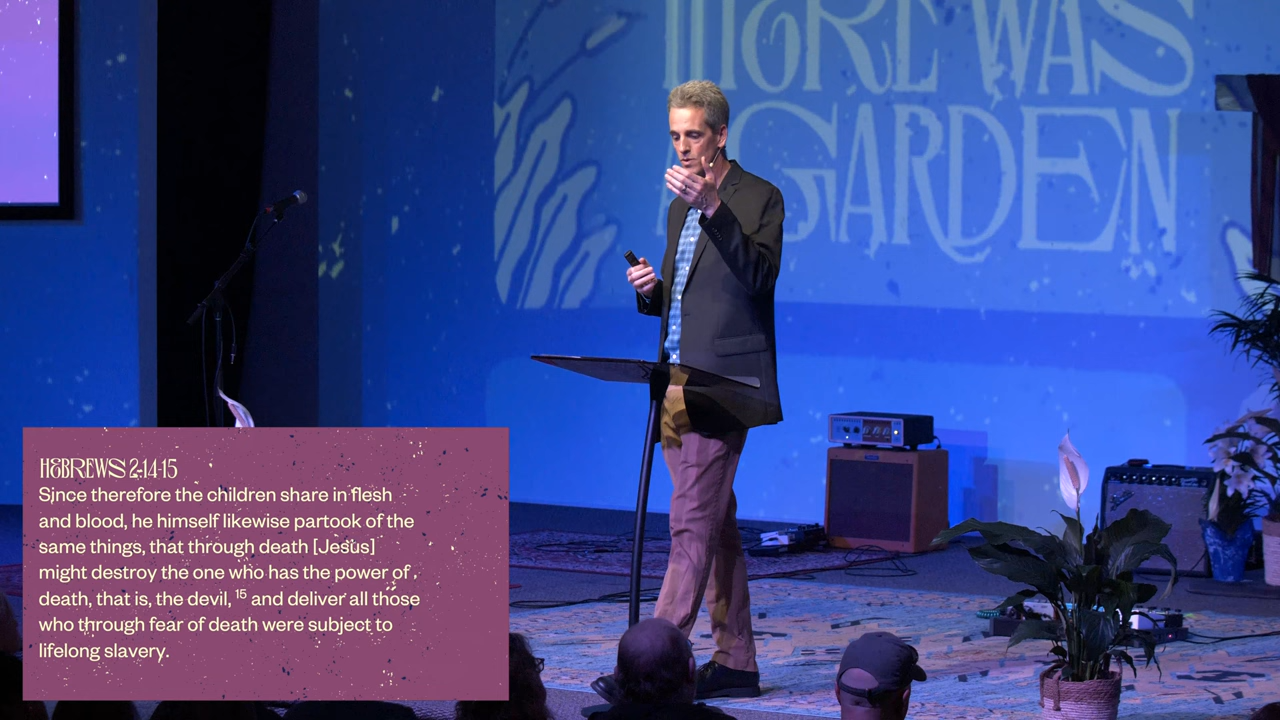 THERE WAS
A GARDEN
HEBREWS 2:14-15
Since therefore the children share in flesh
and blood, he himself likewise partook of the
same things, that through death [Jesus]
might destroy the one who has the power of
death, that is, the devil, ¹⁵ and deliver all those
who through fear of death were subject to
lifelong slavery.